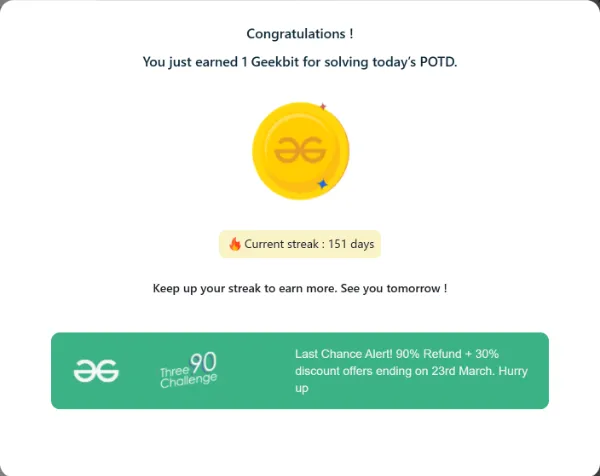 Congratulations !
You just earned 1 Geekbit for solving today's POTD.
Current streak : 151 days
Keep up your streak to earn more. See you tomorrow !
Three 90
Challenge
Last Chance Alert! 90% Refund + 30%
discount offers ending on 23rd March. Hurry
up